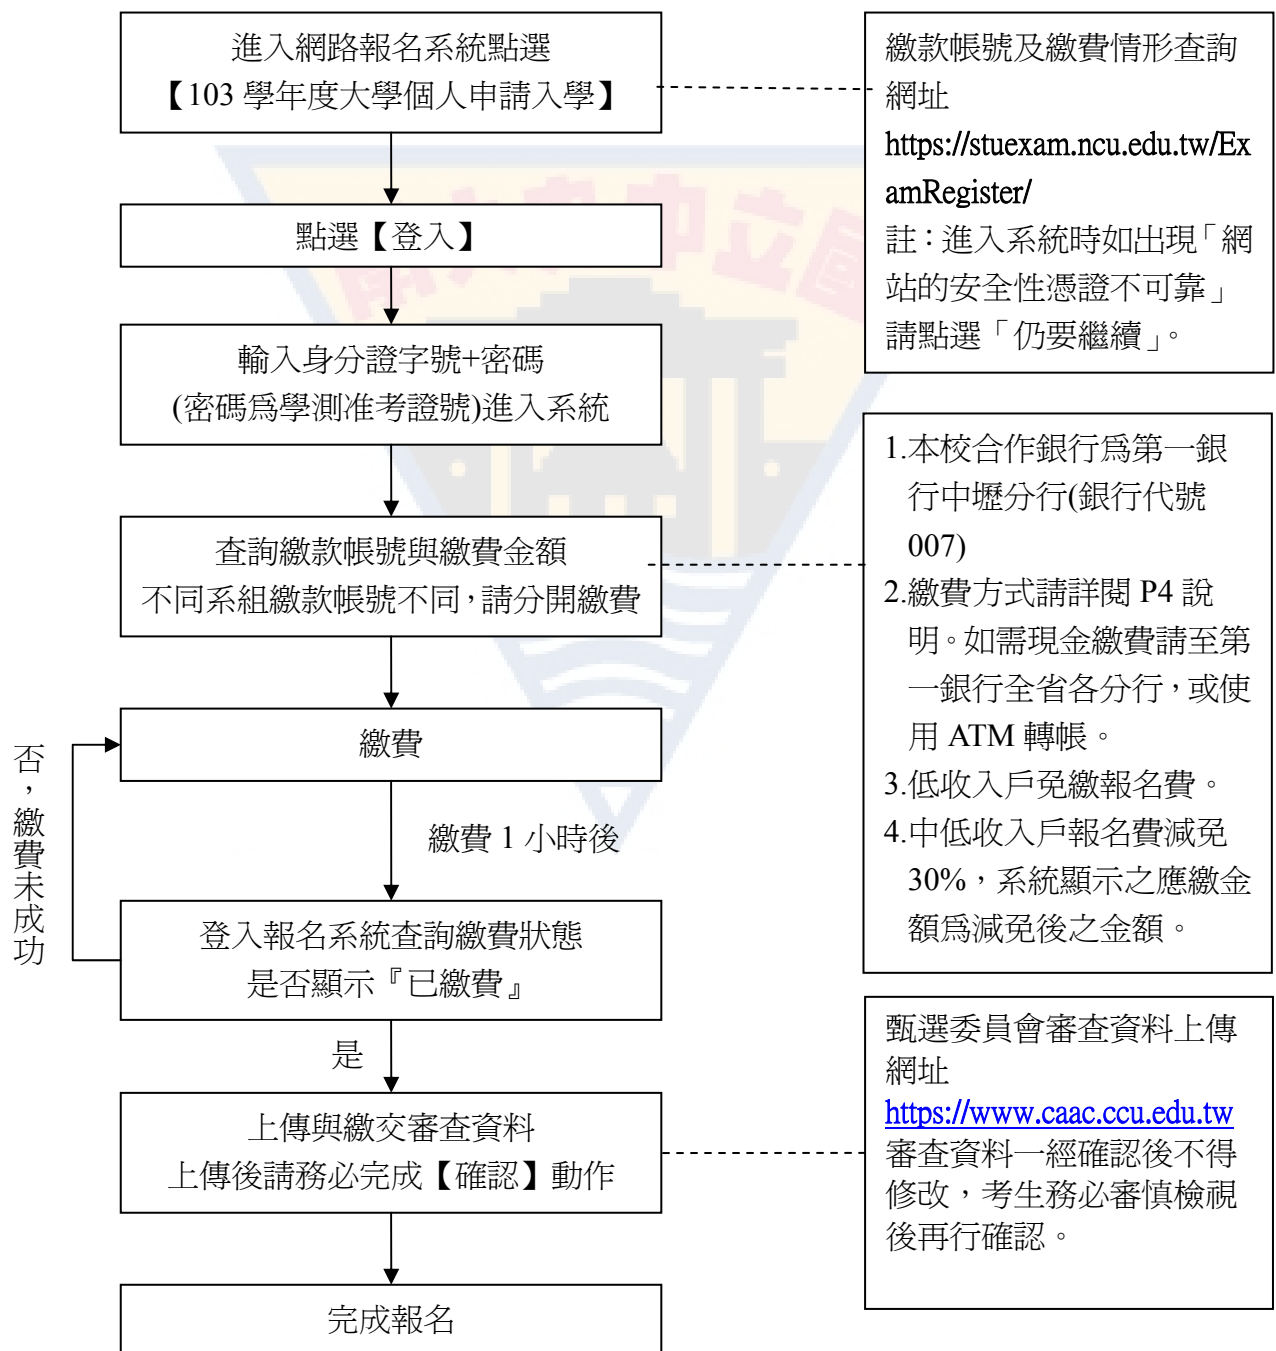 進入網路報名系統點選
【103 學年度大學個人申請入學】
點選【登入】
輸入身分證字號+密碼
(密碼為學測准考證號)進入系統
查詢繳款帳號與繳費金額
不同系組繳款帳號不同，請分開繳費
繳費
繳費 1 小時後
否，繳費未成功
登入報名系統查詢繳費狀態
是否顯示『已繳費』
是
上傳與繳交審查資料
上傳後請務必完成【確認】動作
完成報名
繳款帳號及繳費情形查詢
網址
https://stuexam.ncu.edu.tw/Ex
amRegister/
註：進入系統時如出現「網
站的安全性憑證不可靠」
請點選「仍要繼續」。
1.本校合作銀行為第一銀
行中壢分行(銀行代號
007)
2.繳費方式請詳閱 P4 說
明。如需現金繳費請至第
一銀行全省各分行，或使
用 ATM 轉帳。
3.低收入戶免繳報名費。
4.中低收入戶報名費減免
30%，系統顯示之應繳金
額為減免後之金額。
甄選委員會審查資料上傳
網址
https://www.caac.ccu.edu.tw
審查資料一經確認後不得
修改，考生務必審慎檢視
後再行確認。